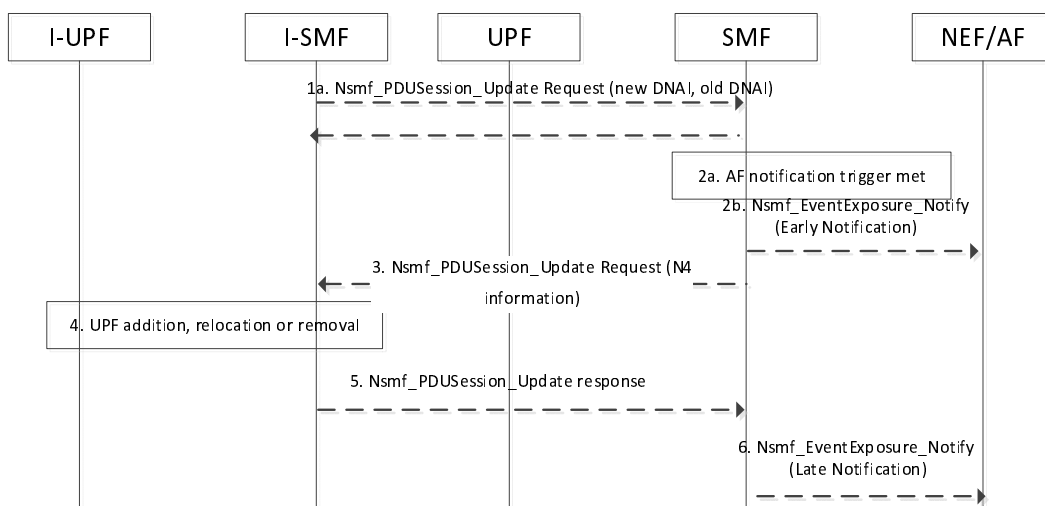 I-UPF
I-SMF
UPF
SMF
NEF/AF
1a. Nsmf_PDUSession_Update Request (new DNAI, old DNAI)
2a. AF notification trigger met
2b. Nsmf_EventExposure_Notify
(Early Notification)
3. Nsmf_PDUSession_Update Request (N4
information)
4. UPF addition, relocation or removal
5. Nsmf_PDUSession_Update response
6. Nsmf_EventExposure_Notify
(Late Notification)